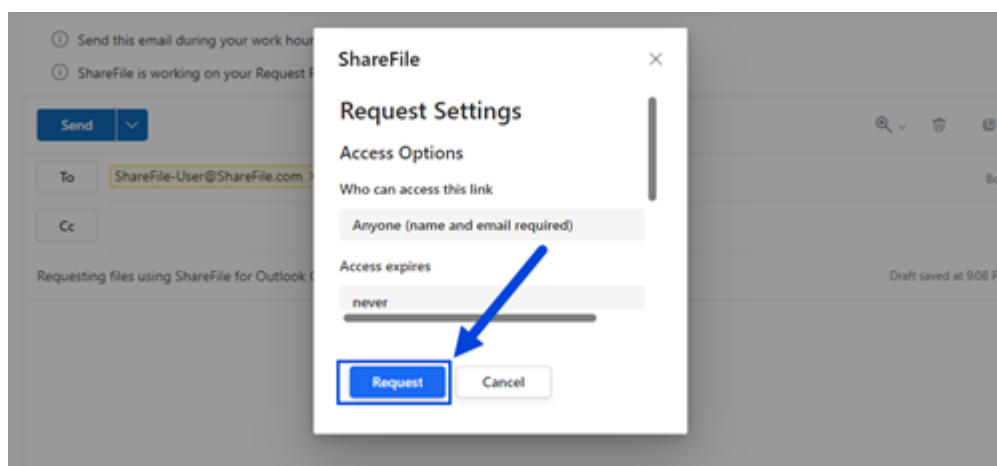 Send this email during your work hour
ShareFile is working on your Request
Send
To
ShareFile-User@ShareFile.com
Cc
Requesting files using ShareFile for Outlook
Draft saved at 9:08
ShareFile
Request Settings
Access Options
Who can access this link
Anyone (name and email required)
Access expires
never
Request
Cancel